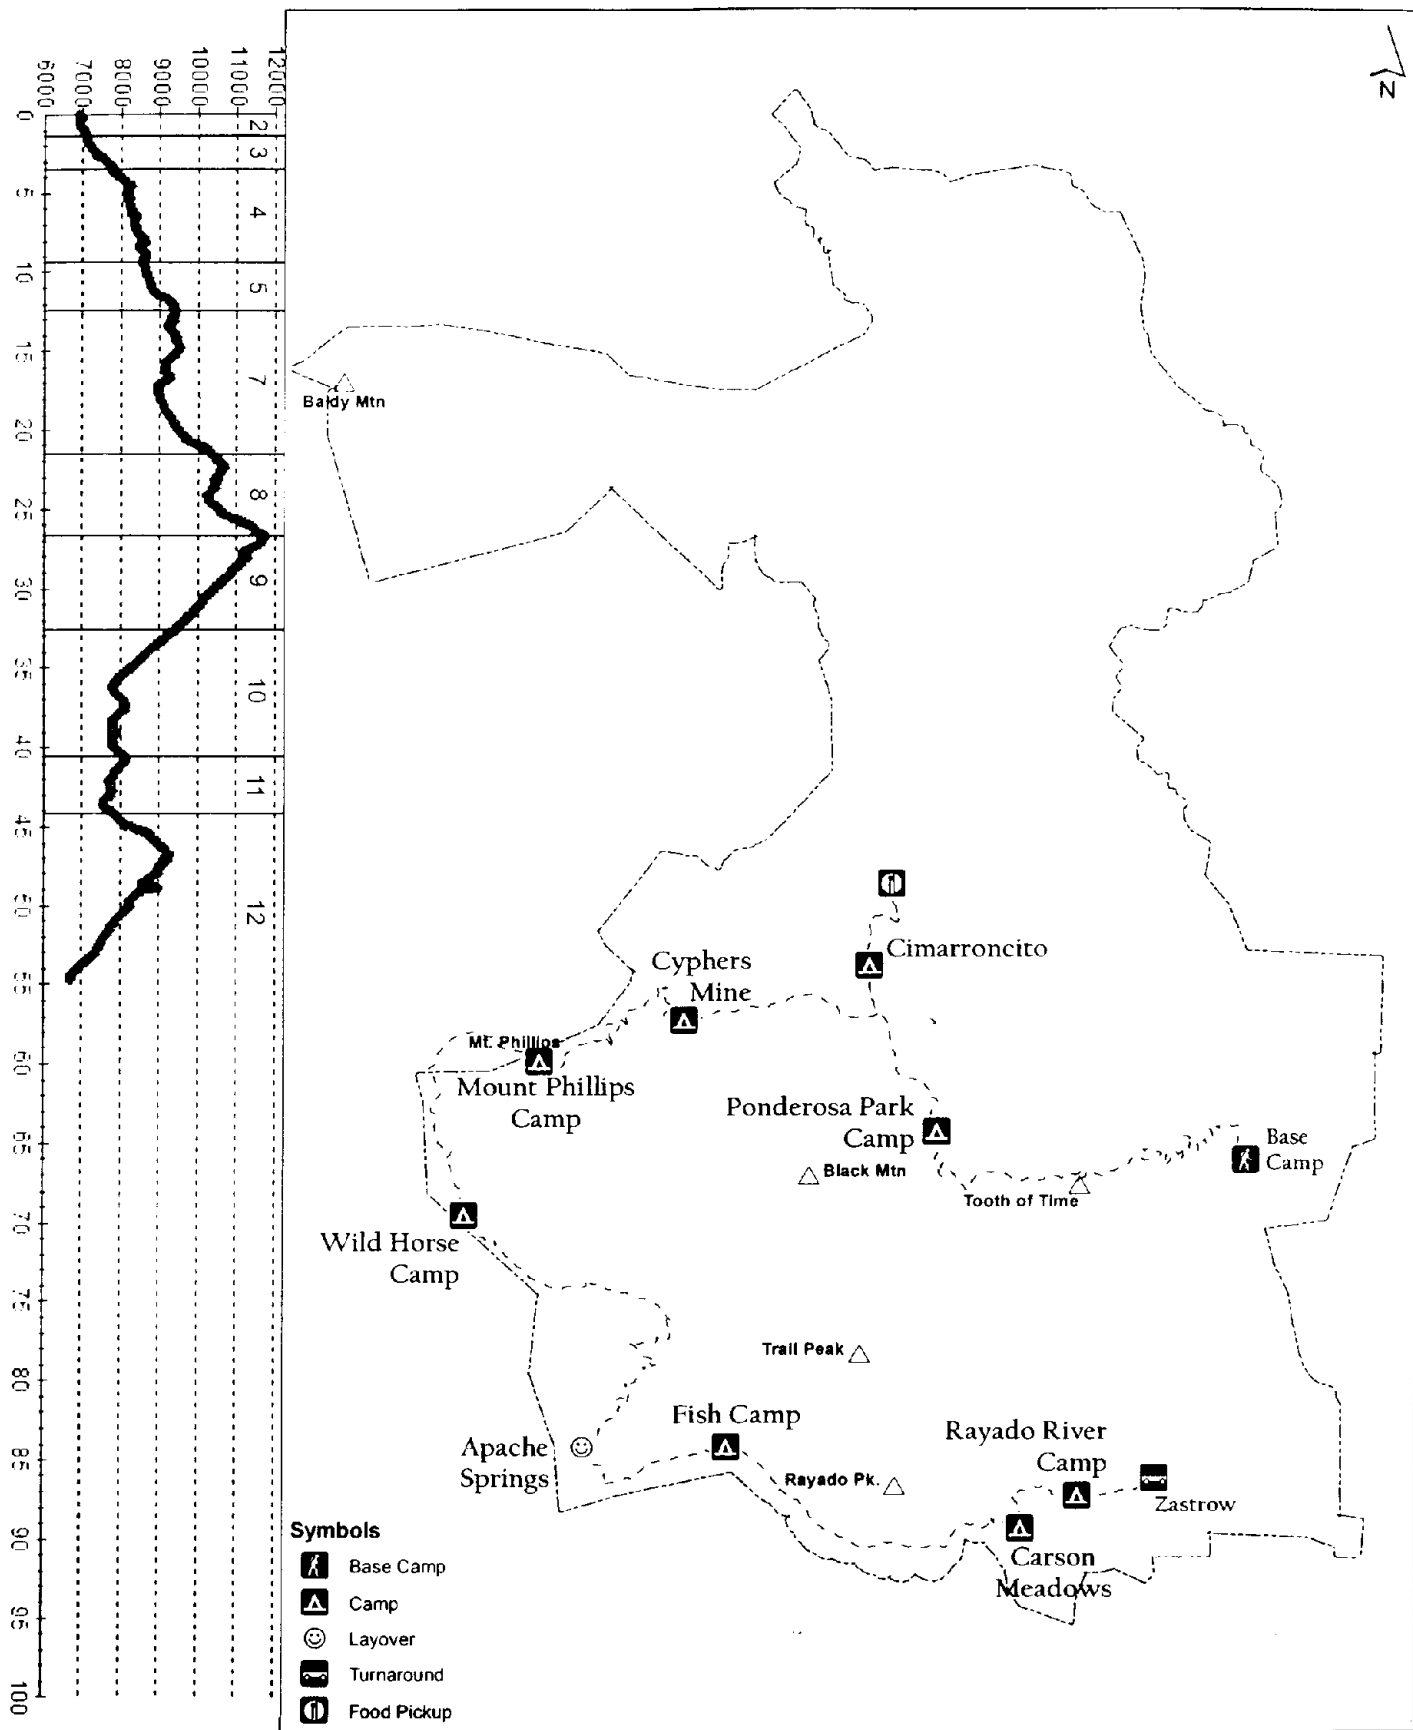 12000
11000
10000
9000
8000
7000
6000
0
5
10
15
20
25
30
35
40
45
50
55
60
65
70
75
80
85
90
95
100
2
3
4
5
7
8
9
10
11
12
N
Baldy Mtn
Cimarroncito
Cyphers
Mine
Mt. Phillips
Mount Phillips
Camp
Ponderosa Park
Camp
Black Mtn
Base
Camp
Tooth of Time
Wild Horse
Camp
Trail Peak
Fish Camp
Apache
Springs
Rayado Pk.
Rayado River
Camp
Zastrow
Carson
Meadows
Symbols
Base Camp
Camp
Layover
Turnaround
Food Pickup